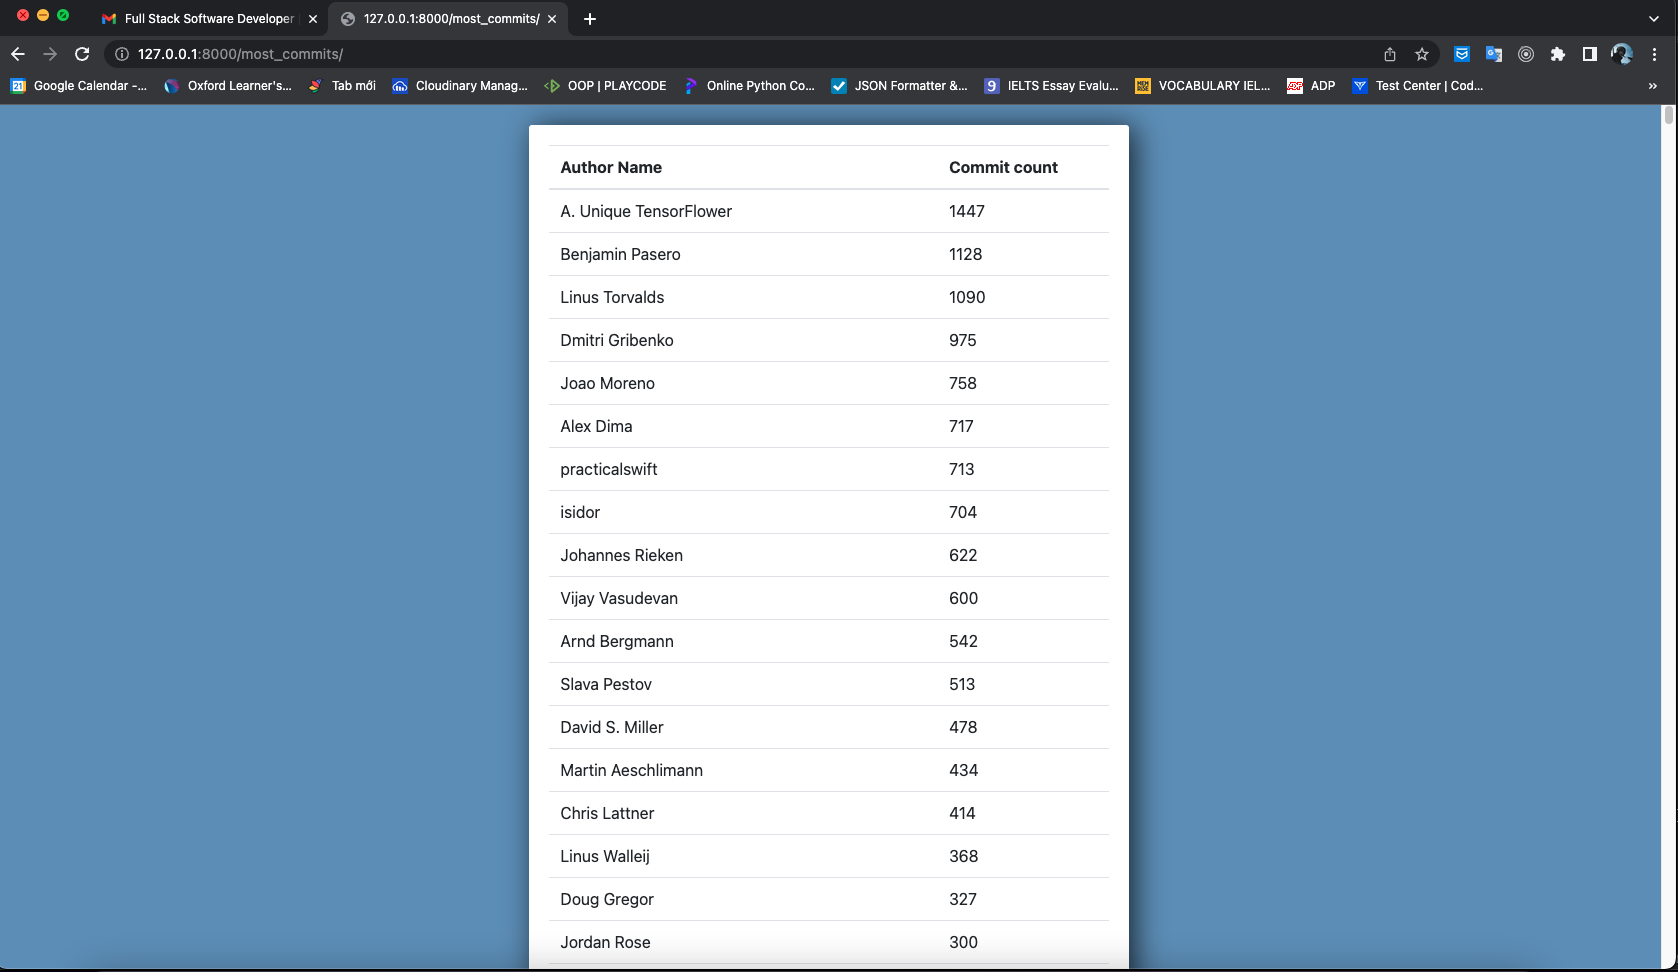 Full Stack Software Developer
127.0.0.1:8000/most_commits/
127.0.0.1:8000/most_commits/
21 Google Calendar -... Oxford Learner's... Tab mới Cloudinary Manag... OOP | PLAYCODE Online Python Co... JSON Formatter &... 9 IELTS Essay Evalu... VOCABULARY IEL... ADP Test Center | Cod... »
Author Name Commit count
A. Unique TensorFlower 1447
Benjamin Pasero 1128
Linus Torvalds 1090
Dmitri Gribenko 975
Joao Moreno 758
Alex Dima 717
practicalswift 713
isidor 704
Johannes Rieken 622
Vijay Vasudevan 600
Arnd Bergmann 542
Slava Pestov 513
David S. Miller 478
Martin Aeschlimann 434
Chris Lattner 414
Linus Walleij 368
Doug Gregor 327
Jordan Rose 300